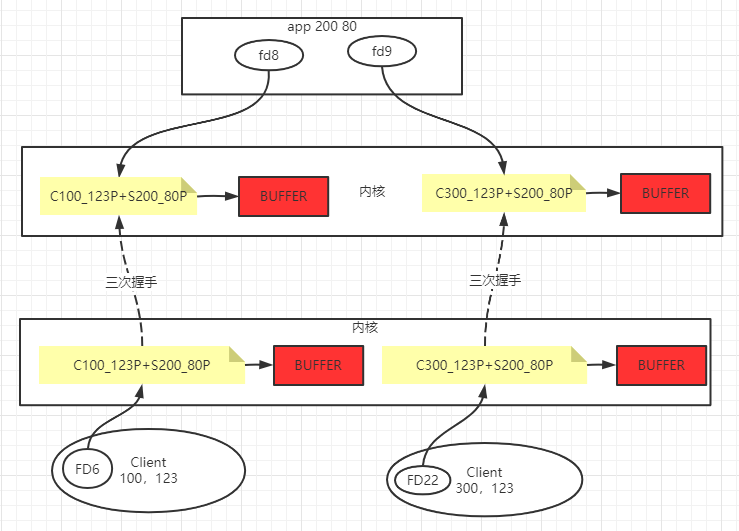 app 200 80
fd8
fd9
C100_123P+S200_80P
BUFFER
内核
C300_123P+S200_80P
BUFFER
三次握手
三次握手
内核
C100_123P+S200_80P
BUFFER
C300_123P+S200_80P
BUFFER
FD6
Client
100，123
FD22
Client
300，123